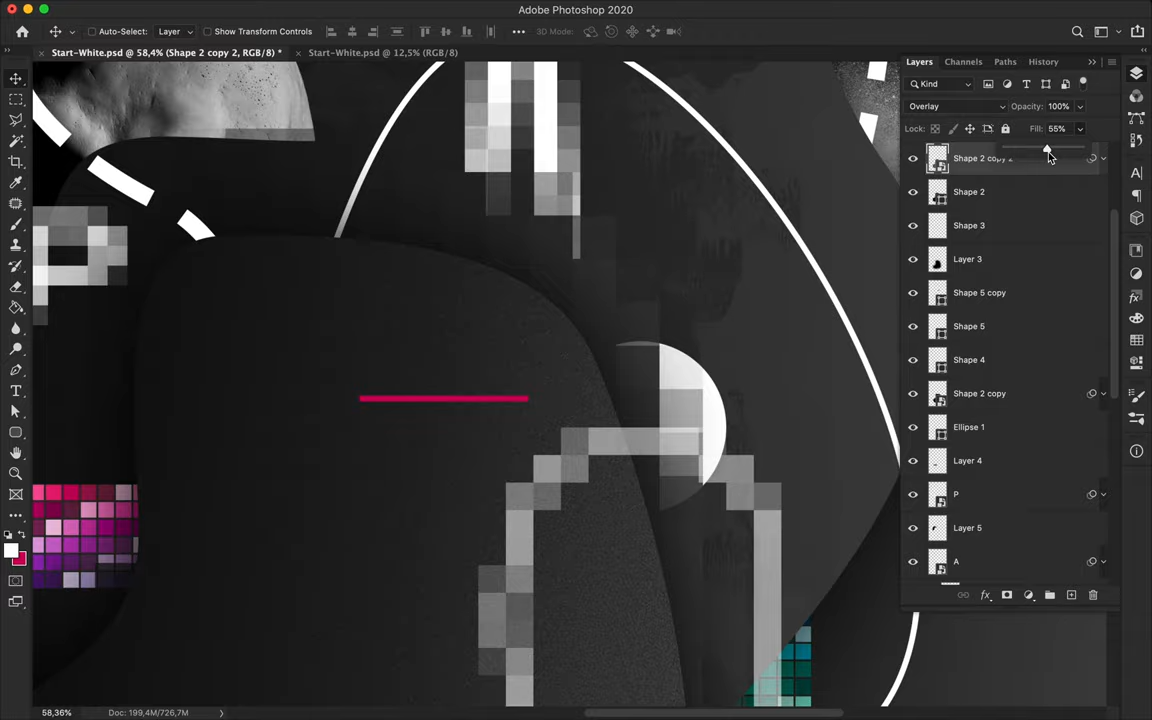 Adobe Photoshop 2020
Auto-Select: Layer Show Transform Controls 3D Mode:
Start-White.psd @ 58,4% (Shape 2 copy 2, RGB/8) * Start-White.psd @ 12,5% (RGB/8)
Layers Channels Paths History
Kind
Overlay Opacity: 100%
Lock: Fill: 55%
Shape 2 copy 2
Shape 2
Shape 3
Layer 3
Shape 5 copy
Shape 5
Shape 4
Shape 2 copy
Ellipse 1
Layer 4
P
Layer 5
A
58,36% Doc: 199,4M/726,7M